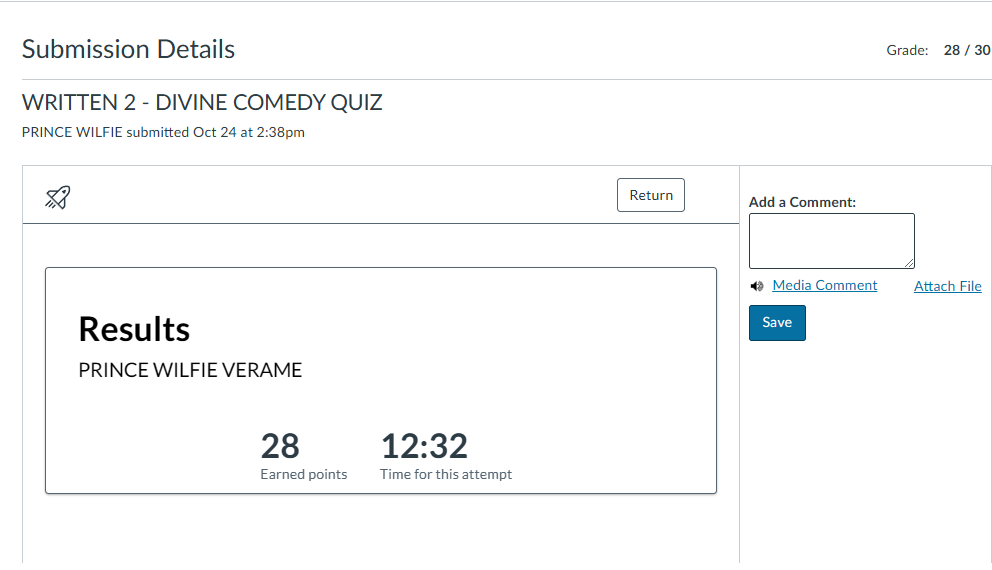 Submission Details
Grade: 28 / 30
WRITTEN 2 - DIVINE COMEDY QUIZ
PRINCE WILFIE submitted Oct 24 at 2:38pm
Return
Add a Comment:
Media Comment
Attach File
Save
Results
PRINCE WILFIE VERAME
28 12:32
Earned points Time for this attempt